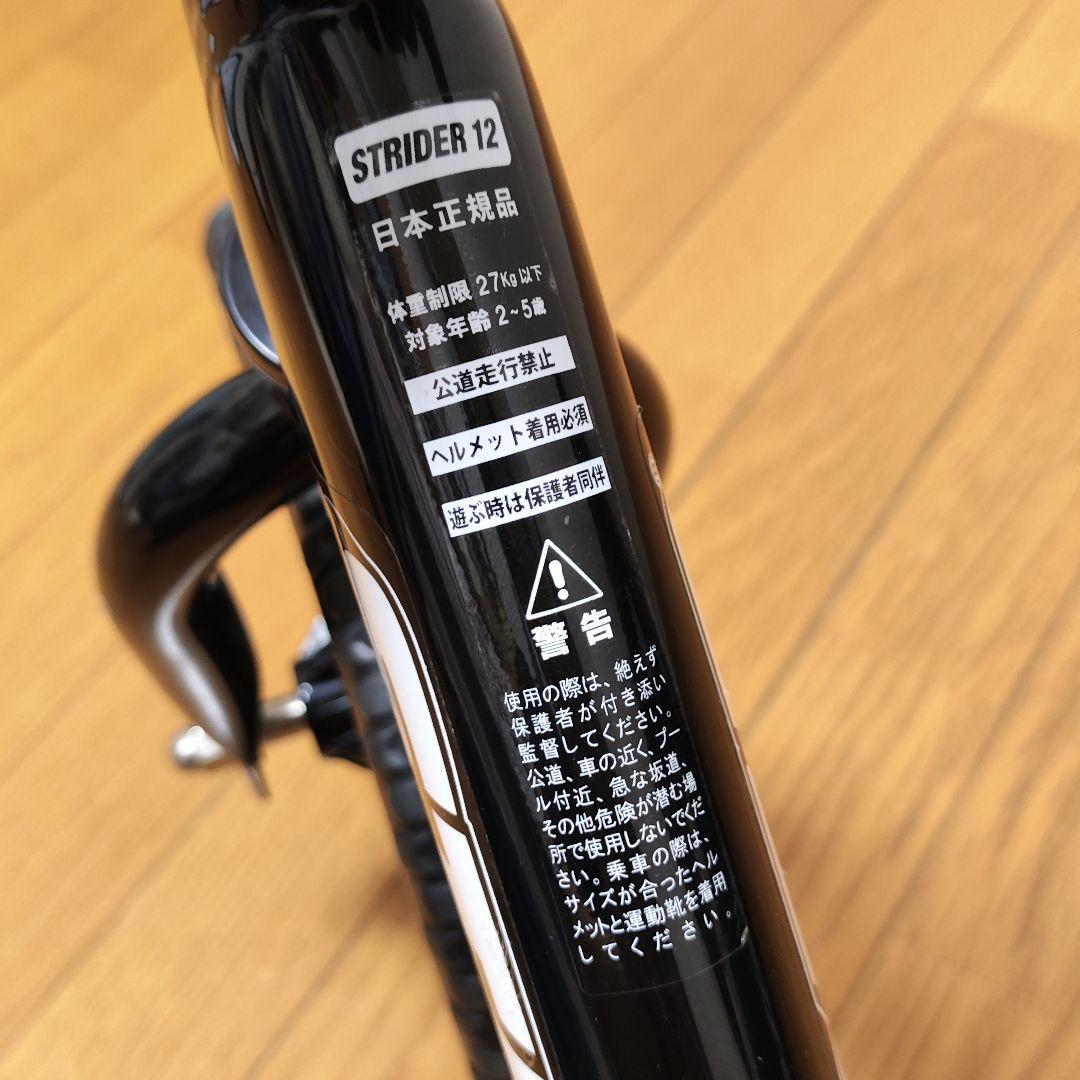 STRIDER 12
日本正規品
体重制限 27Kg以下
対象年齢 2~5歳
公道走行禁止
ヘルメット着用必須
遊ぶ時は保護者同伴
警告
使用の際は、絶えず
保護者が付き添い
監督してください。
公道、車の近く、プー
ル付近、急な坂道、
その他危険が潜む場
所で使用しないでくだ
さい。乗車の際は、
サイズが合ったヘル
メットと運動靴を着用
してください。